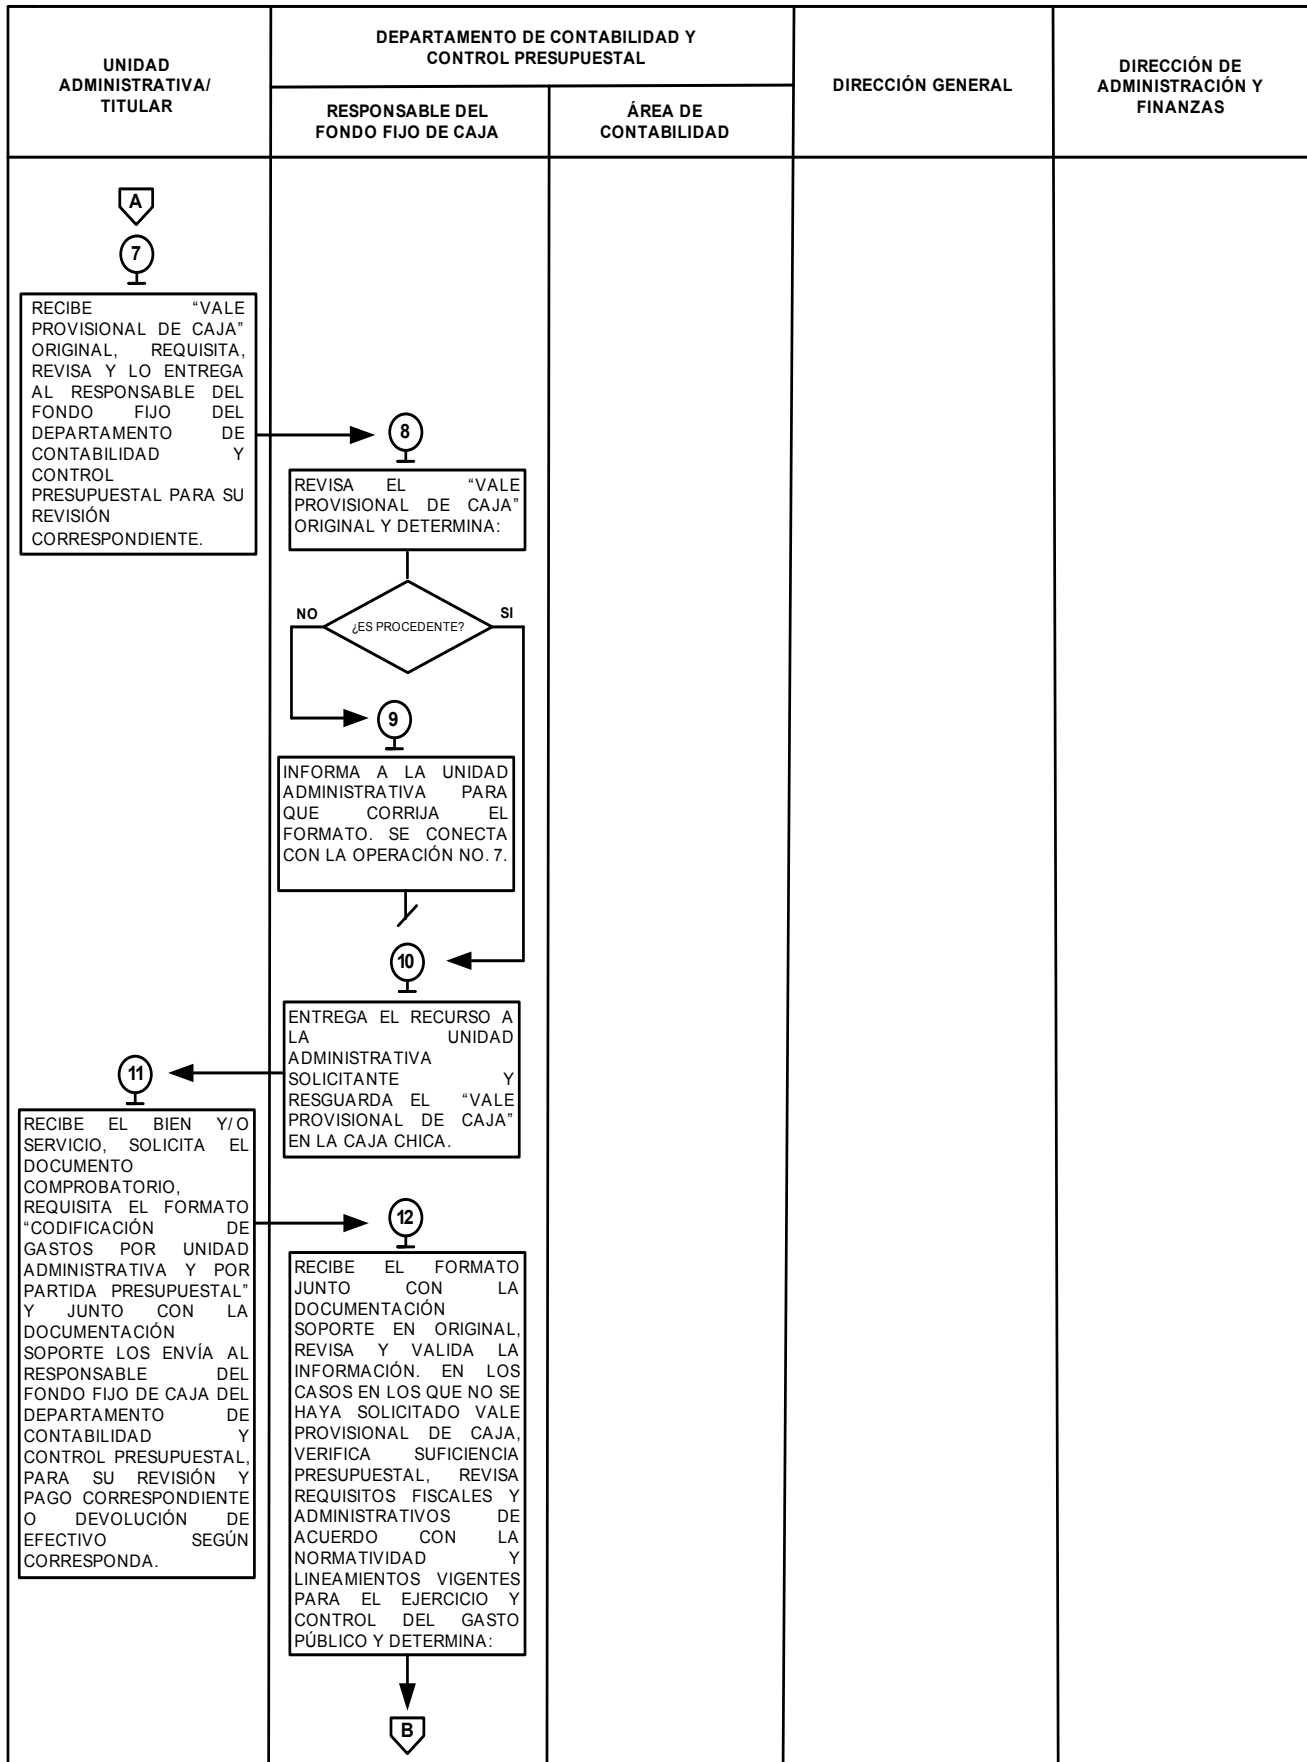 UNIDAD
ADMINISTRATIVA/
TITULAR
DEPARTAMENTO DE CONTABILIDAD Y
CONTROL PRESUPUESTAL
RESPONSABLE DEL
FONDO FIJO DE CAJA
ÁREA DE
CONTABILIDAD
DIRECCIÓN GENERAL
DIRECCIÓN DE
ADMINISTRACIÓN Y
FINANZAS
A
7
RECIBE “VALE
PROVISIONAL DE CAJA”
ORIGINAL, REQUISITA,
REVISA Y LO ENTREGA
AL RESPONSABLE DEL
FONDO FIJO DEL
DEPARTAMENTO DE
CONTABILIDAD Y
CONTROL
PRESUPUESTAL PARA SU
REVISIÓN
CORRESPONDIENTE.
8
REVISA EL “VALE
PROVISIONAL DE CAJA”
ORIGINAL Y DETERMINA:
NO
¿ES PROCEDENTE?
SI
9
INFORMA A LA UNIDAD
ADMINISTRATIVA PARA
QUE CORRIJA EL
FORMATO. SE CONECTA
CON LA OPERACIÓN NO. 7.
10
ENTREGA EL RECURSO A
LA UNIDAD
ADMINISTRATIVA
SOLICITANTE Y
RESGUARDA EL “VALE
PROVISIONAL DE CAJA”
EN LA CAJA CHICA.
11
RECIBE EL BIEN Y/O
SERVICIO, SOLICITA EL
DOCUMENTO
COMPROBATORIO,
REQUISITA EL FORMATO
“CODIFICACIÓN DE
GASTOS POR UNIDAD
ADMINISTRATIVA Y POR
PARTIDA PRESUPUESTAL”
Y JUNTO CON LA
DOCUMENTACIÓN
SOPORTE LOS ENVÍA AL
RESPONSABLE DEL
FONDO FIJO DE CAJA DEL
DEPARTAMENTO DE
CONTABILIDAD Y
CONTROL PRESUPUESTAL,
PARA SU REVISIÓN Y
PAGO CORRESPONDIENTE
O DEVOLUCIÓN DE
EFECTIVO SEGÚN
CORRESPONDA.
12
RECIBE EL FORMATO
JUNTO CON LA
DOCUMENTACIÓN
SOPORTE EN ORIGINAL,
REVISA Y VALIDA LA
INFORMACIÓN. EN LOS
CASOS EN LOS QUE NO SE
HAYA SOLICITADO VALE
PROVISIONAL DE CAJA,
VERIFICA SUFICIENCIA
PRESUPUESTAL, REVISA
REQUISITOS FISCALES Y
ADMINISTRATIVOS DE
ACUERDO CON LA
NORMATIVIDAD Y
LINEAMIENTOS VIGENTES
PARA EL EJERCICIO Y
CONTROL DEL GASTO
PÚBLICO Y DETERMINA:
B